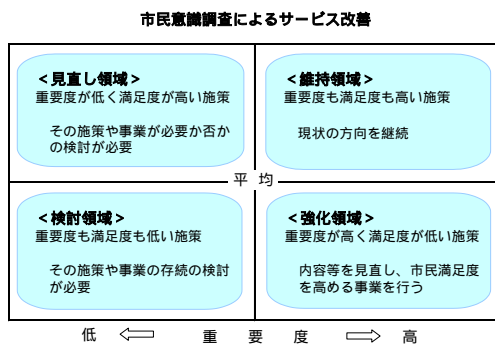 市民意識調査によるサービス改善
＜見直し領域＞
重要度が低く満足度が高い施策
その施策や事業が必要か否か
の検討が必要
＜維持領域＞
重要度も満足度も高い施策
現状の方向を継続
平 均
＜検討領域＞
重要度も満足度も低い施策
その施策や事業の存続の検討
が必要
＜強化領域＞
重要度が高く満足度が低い施策
内容等を見直し、市民満足度
を高める事業を行う
低 ⇐ 重 要 度 ⇒ 高